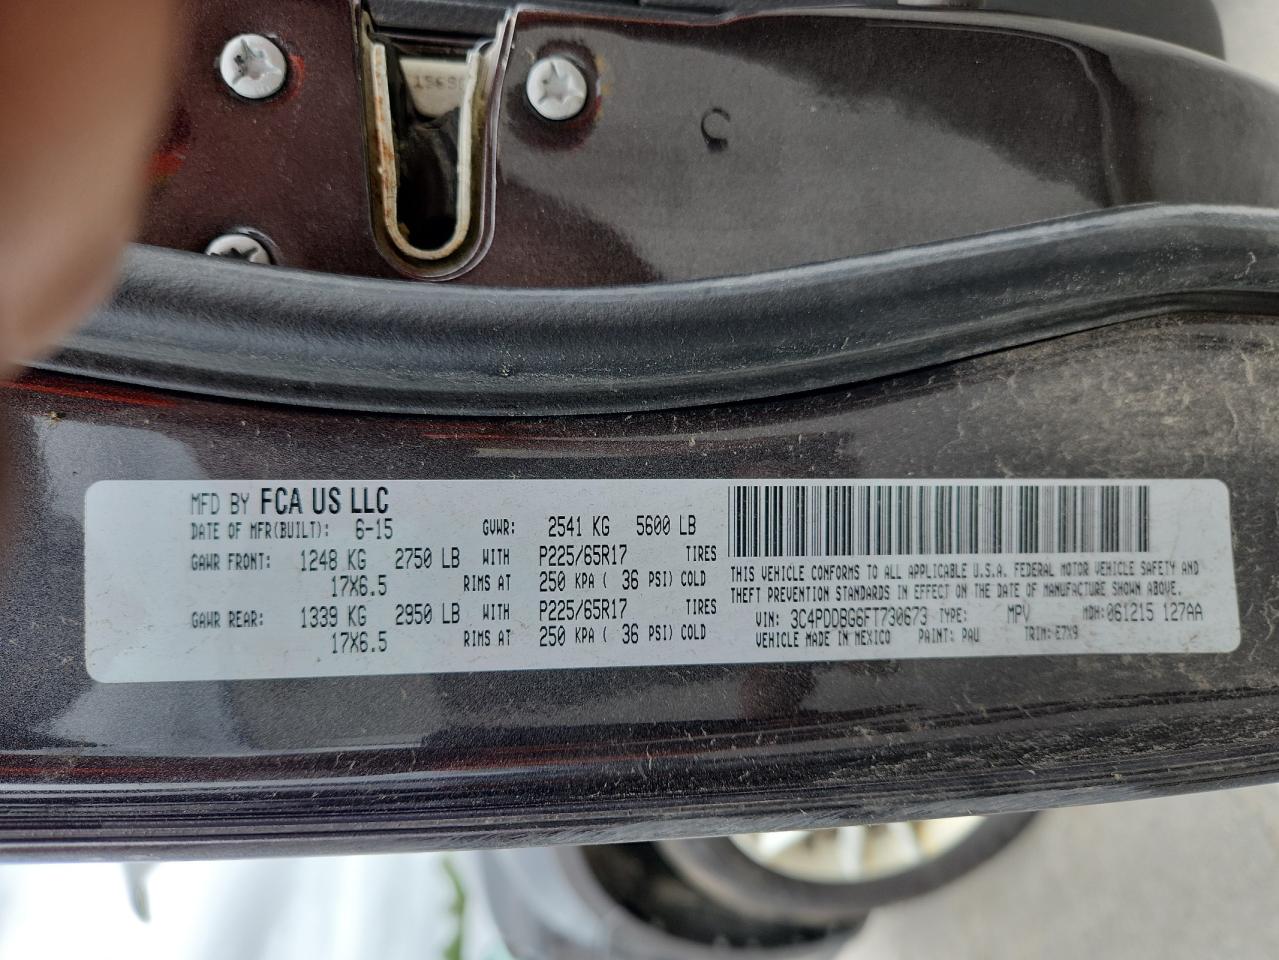 MFD BY FCA US LLC
DATE OF MFR(BUILT): 6-15 GVWR: 2541 KG 5600 LB
GAWR FRONT: 1248 KG 2750 LB WITH P225/65R17 TIRES
17X6.5 RIMS AT 250 KPA ( 36 PSI) COLD
GAWR REAR: 1339 KG 2950 LB WITH P225/65R17 TIRES
17X6.5 RIMS AT 250 KPA ( 36 PSI) COLD
THIS VEHICLE CONFORMS TO ALL APPLICABLE U.S.A. FEDERAL MOTOR VEHICLE SAFETY AND
THEFT PREVENTION STANDARDS IN EFFECT ON THE DATE OF MANUFACTURE SHOWN ABOVE.
VIN: 3C4PDDBG6FT730673 TYPE: MPV MDH: 061215 127AA
VEHICLE MADE IN MEXICO PAINT: PAU TRIM: E7X9